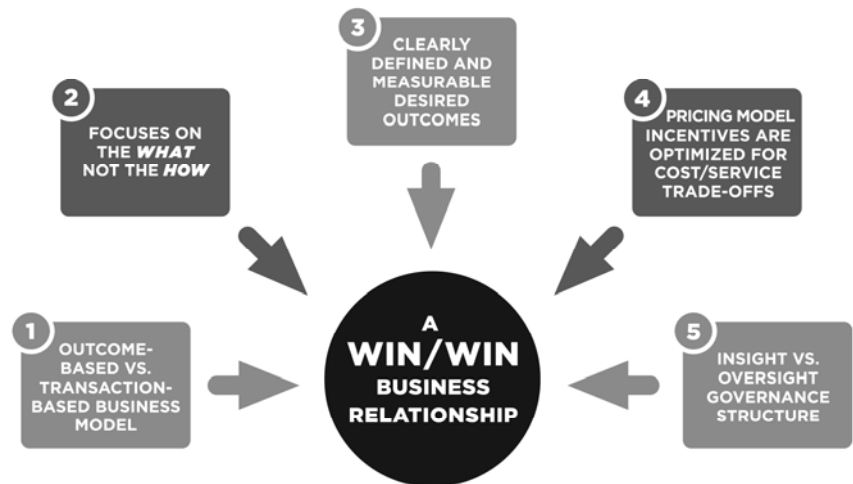 1
OUTCOME-
BASED VS.
TRANSACTION-
BASED BUSINESS
MODEL
2
FOCUSES ON
THE WHAT
NOT THE HOW
3
CLEARLY
DEFINED AND
MEASURABLE
DESIRED
OUTCOMES
4
PRICING MODEL
INCENTIVES ARE
OPTIMIZED FOR
COST/SERVICE
TRADE-OFFS
5
INSIGHT VS.
OVERSIGHT
GOVERNANCE
STRUCTURE
A
WIN/WIN
BUSINESS
RELATIONSHIP